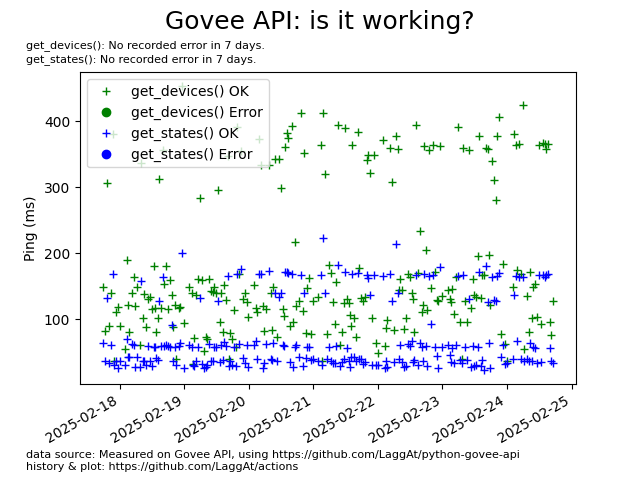 Govee API: is it working?
get_devices(): No recorded error in 7 days.
get_states(): No recorded error in 7 days.
get_devices() OK
get_devices() Error
get_states() OK
get_states() Error
Ping (ms)
400
300
200
100
2025-02-18
2025-02-19
2025-02-20
2025-02-21
2025-02-22
2025-02-23
2025-02-24
2025-02-25
data source: Measured on Govee API, using https://github.com/LaggAt/python-govee-api
history & plot: https://github.com/LaggAt/actions